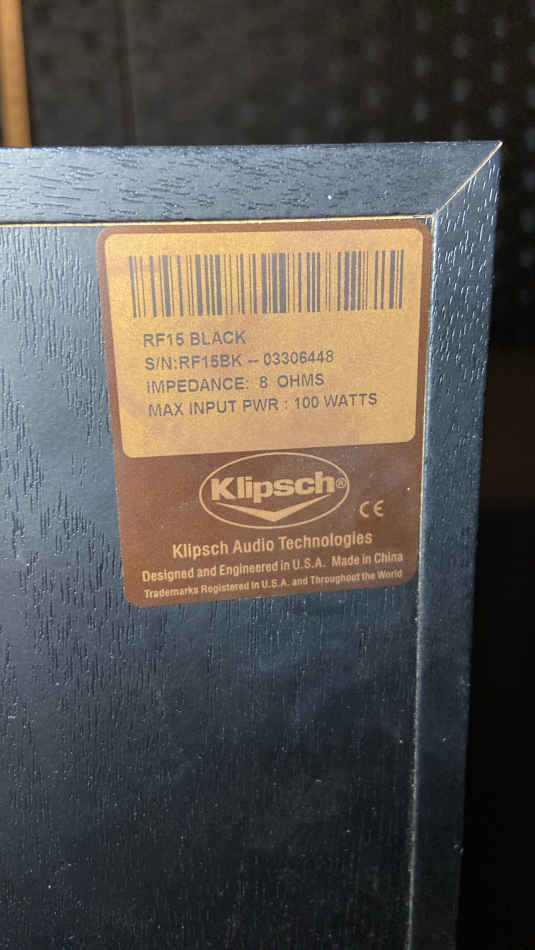 RF15 BLACK
S/N:RF15BK -- 03306448
IMPEDANCE: 8 OHMS
MAX INPUT PWR : 100 WATTS
Klipsch®
CE
Klipsch Audio Technologies
Designed and Engineered in U.S.A. Made in China
Trademarks Registered in U.S.A. and Throughout the World